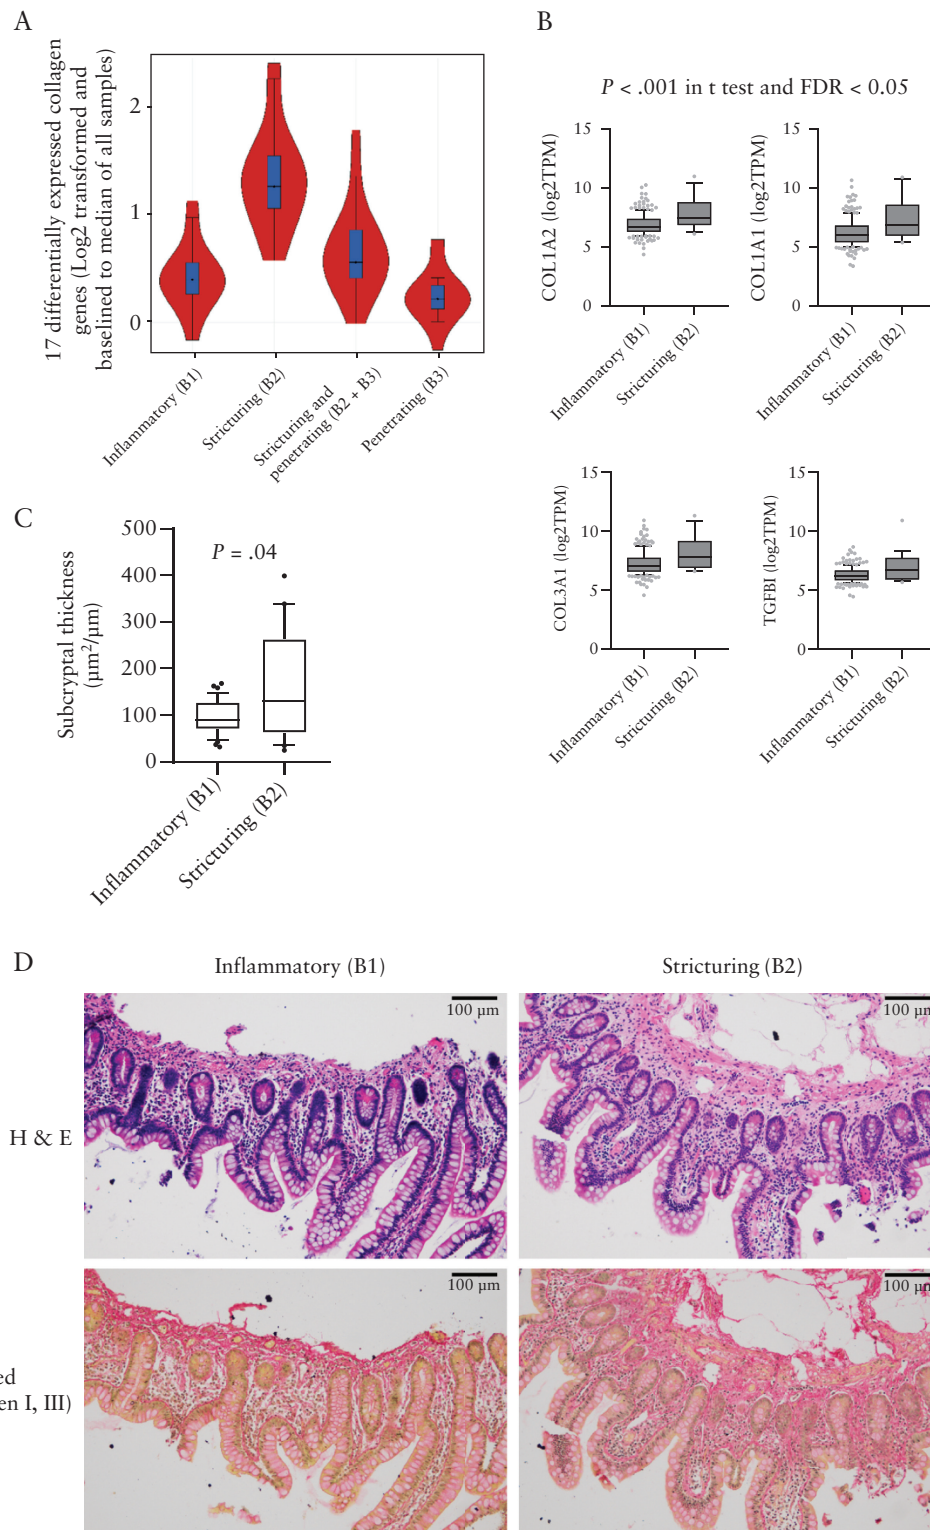 A
17 differentially expressed collagen
genes (Log2 transformed and
baselined to median of all samples)
2
1
0
Inflammatory (B1)
Stricturing (B2)
Stricturing and
penetrating (B2 + B3)
Penetrating (B3)
B
P < .001 in t test and FDR < 0.05
COL1A2 (log2TPM)
15
10
5
0
Inflammatory (B1)
Stricturing (B2)
COL1A1 (log2TPM)
15
10
5
0
Inflammatory (B1)
Stricturing (B2)
COL3A1 (log2TPM)
15
10
5
0
Inflammatory (B1)
Stricturing (B2)
TGFBI (log2TPM)
15
10
5
0
Inflammatory (B1)
Stricturing (B2)
C
Subcryptal thickness
(µm²/µm)
500
400
300
200
100
0
P = .04
Inflammatory (B1)
Stricturing (B2)
D
Inflammatory (B1)
Stricturing (B2)
H & E
100 µm
100 µm
ed
en I, III)
100 µm
100 µm